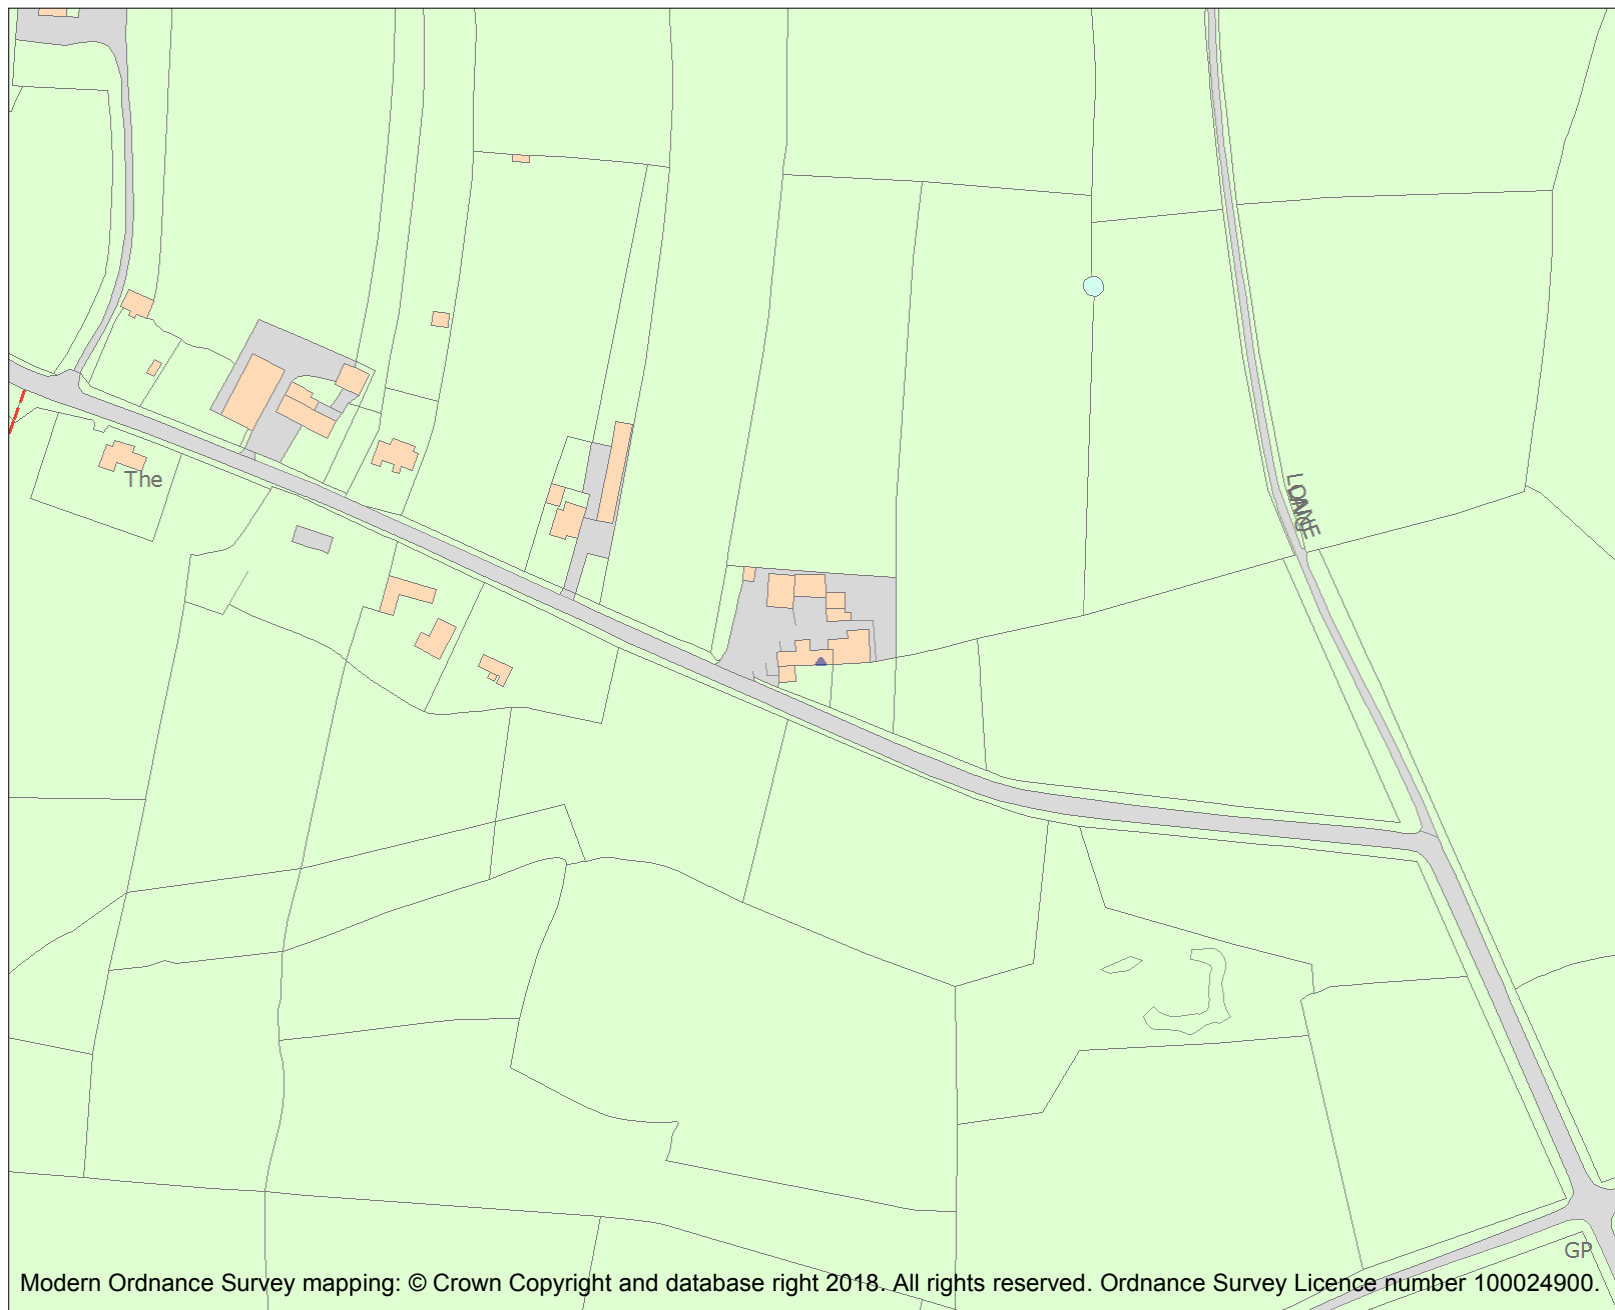 The
LANE
GP
Modern Ordnance Survey mapping: © Crown Copyright and database right 2018. All rights reserved. Ordnance Survey Licence number 100024900.